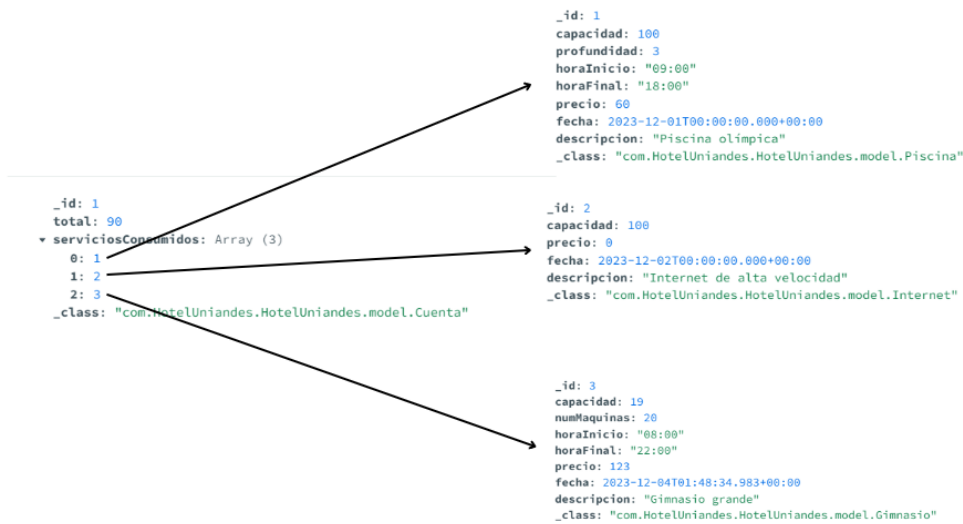 _id: 1
capacidad: 100
profundidad: 3
horaInicio: "09:00"
horaFinal: "18:00"
precio: 60
fecha: 2023-12-01T00:00:00.000+00:00
descripcion: "Piscina olímpica"
_class: "com.HotelUniandes.HotelUniandes.model.Piscina"
_id: 1
total: 90
serviciosConsumidos: Array (3)
0: 1
1: 2
2: 3
_class: "com.HotelUniandes.HotelUniandes.model.Cuenta"
_id: 2
capacidad: 100
precio: 0
fecha: 2023-12-02T00:00:00.000+00:00
descripcion: "Internet de alta velocidad"
_class: "com.HotelUniandes.HotelUniandes.model.Internet"
_id: 3
capacidad: 19
numMaquinas: 20
horaInicio: "08:00"
horaFinal: "22:00"
precio: 123
fecha: 2023-12-04T01:48:34.983+00:00
descripcion: "Gimnasio grande"
_class: "com.HotelUniandes.HotelUniandes.model.Gimnasio"